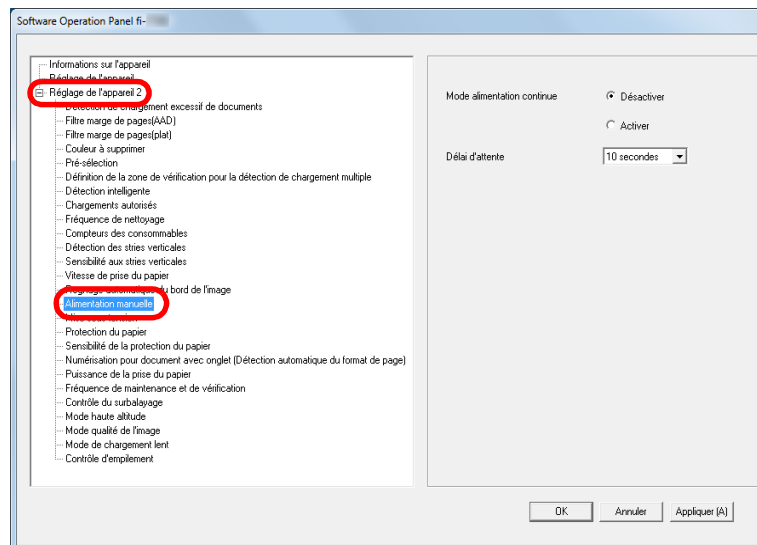 Software Operation Panel fi-
Informations sur l'appareil
Réglage de l'appareil
Réglage de l'appareil 2
Détection de chargement excessif de documents
Filtre marge de pages(AAD)
Filtre marge de pages(plat)
Couleur à supprimer
Pré-sélection
Définition de la zone de vérification pour la détection de chargement multiple
Détection intelligente
Chargements autorisés
Fréquence de nettoyage
Compteurs des consommables
Détection des stries verticales
Sensibilité aux stries verticales
Vitesse de prise du papier
Rognage automatique du bord de l'image
Alimentation manuelle
Mise sous tension
Protection du papier
Sensibilité de la protection du papier
Numérisation pour document avec onglet (Détection automatique du format de page)
Puissance de la prise du papier
Fréquence de maintenance et de vérification
Contrôle du surbalayage
Mode haute altitude
Mode qualité de l'image
Mode de chargement lent
Contrôle d'empilement
Mode alimentation continue
Désactiver
Activer
Délai d'attente
10 secondes
OK
Annuler
Appliquer (A)